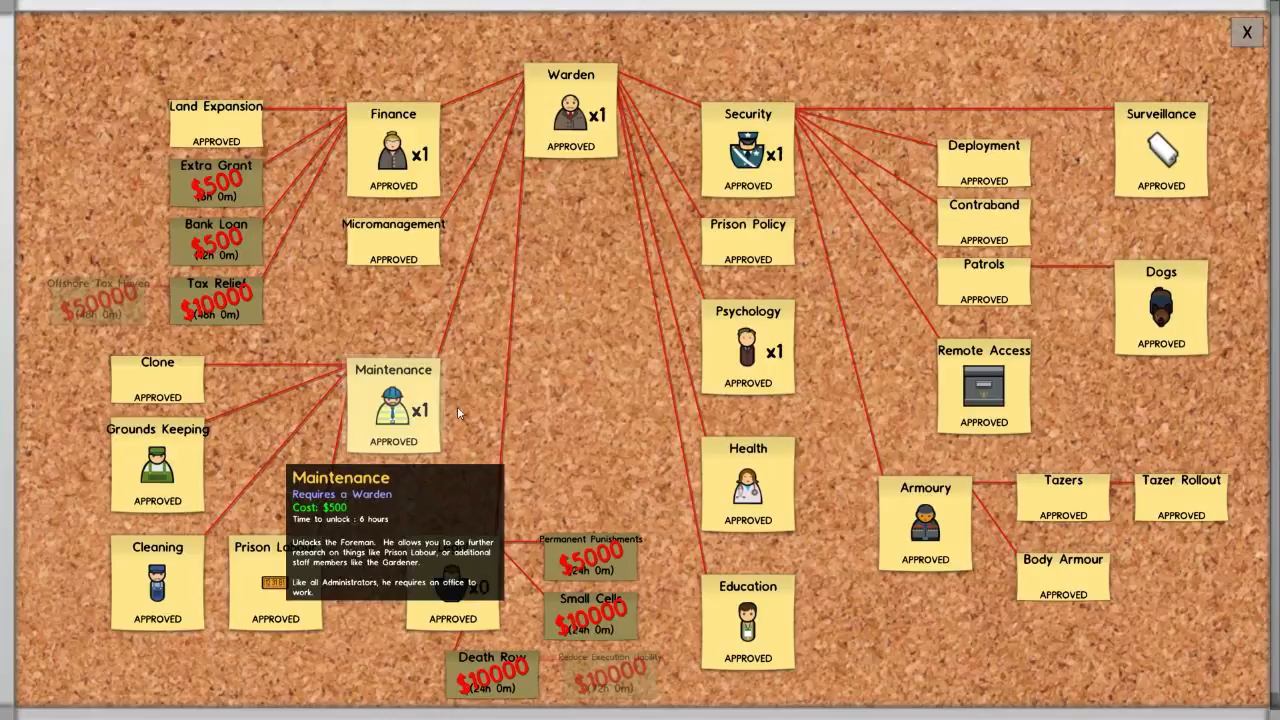 X
Warden
x1
APPROVED
Land Expansion
APPROVED
Finance
x1
APPROVED
Security
x1
APPROVED
Surveillance
APPROVED
Deployment
APPROVED
Extra Grant
$500
Contraband
APPROVED
Bank Loan
$500
Micromanagement
APPROVED
Prison Policy
APPROVED
Patrols
APPROVED
Dogs
APPROVED
Offshore Tax Haven
$50000
(48h 0m)
Tax Relief
$10000
(48h 0m)
Psychology
x1
APPROVED
Remote Access
APPROVED
Clone
APPROVED
Maintenance
x1
APPROVED
Grounds Keeping
APPROVED
Health
APPROVED
Armoury
APPROVED
Tazers
APPROVED
Tazer Rollout
APPROVED
Maintenance
Requires a Warden
Cost: $500
Time to unlock : 6 hours
Unlocks the Foreman. He allows you to do further
research on things like Prison Labour, or additional
staff members like the Gardener.
Like all Administrators, he requires an office to
work.
Cleaning
APPROVED
Prison
APPROVED
x0
APPROVED
Permanent Punishments
$5000
(24h 0m)
Small Cells
$10000
(24h 0m)
Body Armour
APPROVED
Education
APPROVED
Death Row
$10000
(24h 0m)
Reduce Execution Liability
$10000
(72h 0m)